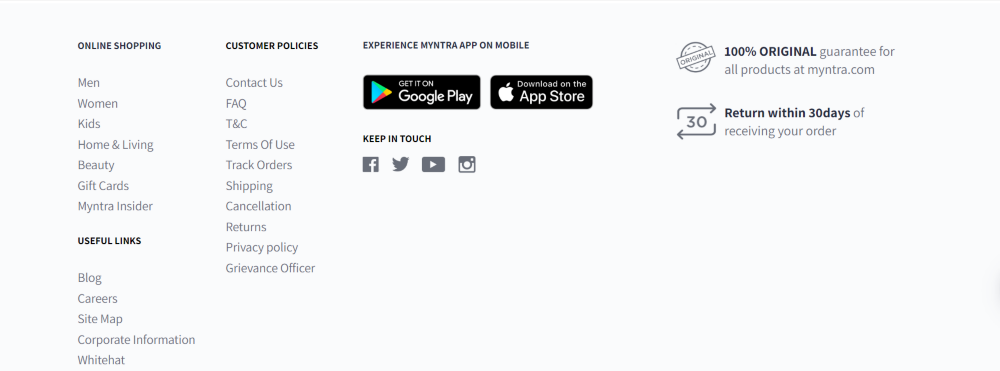 ONLINE SHOPPING
Men
Women
Kids
Home & Living
Beauty
Gift Cards
Myntra Insider
USEFUL LINKS
Blog
Careers
Site Map
Corporate Information
Whitehat
CUSTOMER POLICIES
Contact Us
FAQ
T&C
Terms Of Use
Track Orders
Shipping
Cancellation
Returns
Privacy policy
Grievance Officer
EXPERIENCE MYNTRA APP ON MOBILE
GET IT ON
Google Play
Download on the
App Store
KEEP IN TOUCH
ORIGINAL
100% ORIGINAL guarantee for
all products at myntra.com
30
Return within 30days of
receiving your order